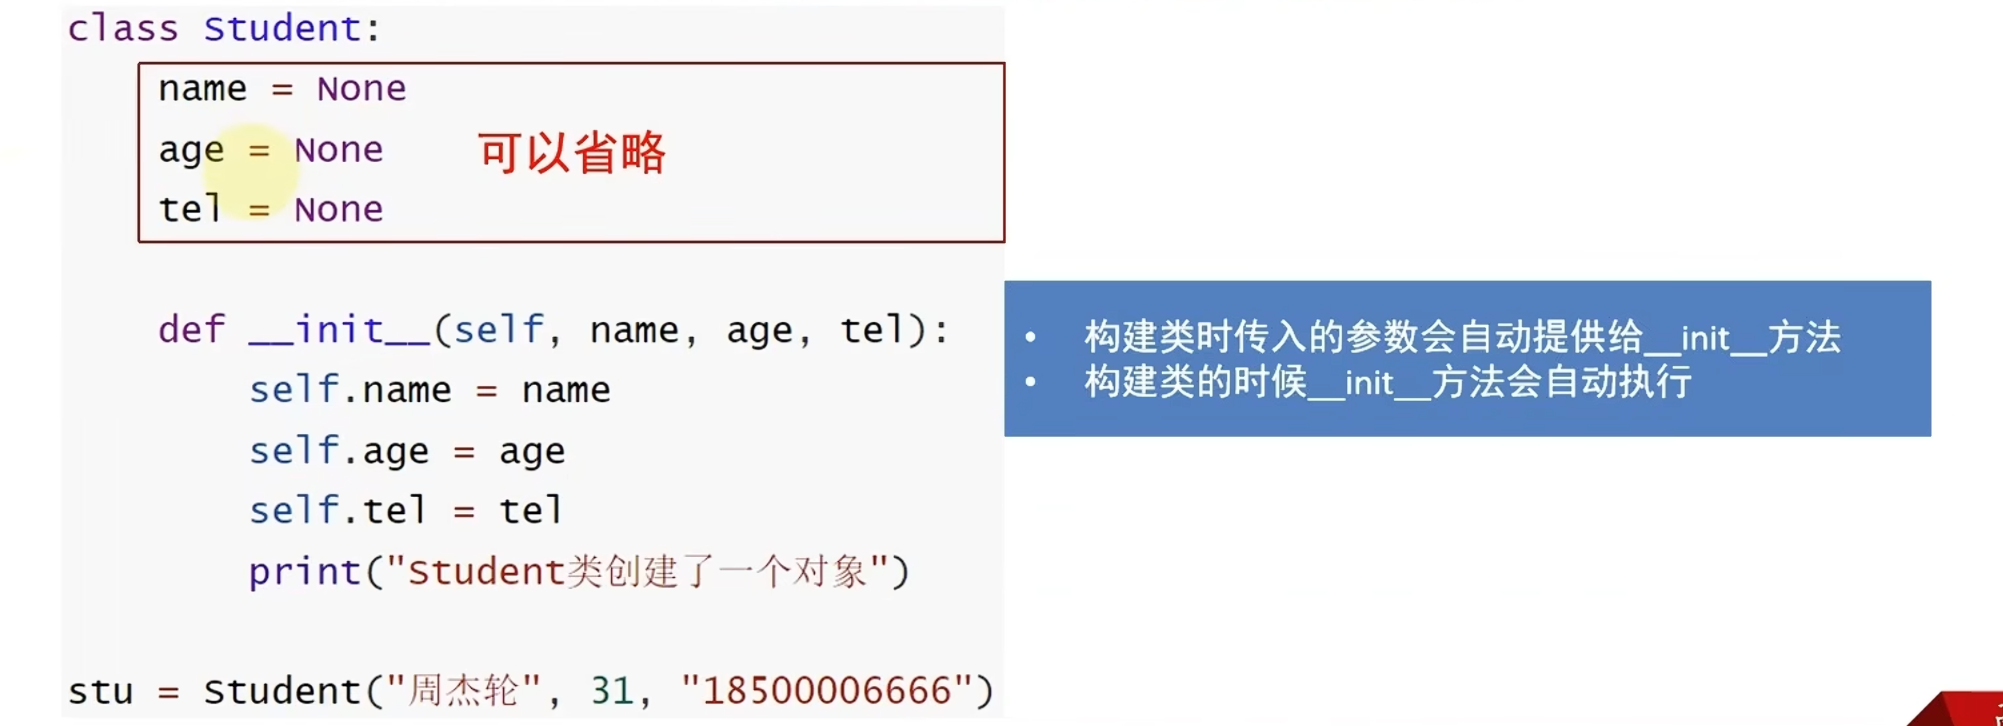 class Student:
name = None
age = None
可以省略
tel = None
def __init__(self, name, age, tel):
self.name = name
self.age = age
self.tel = tel
print("Student类创建了一个对象")
stu = Student("周杰轮", 31, "18500006666")
• 构建类时传入的参数会自动提供给__init__方法
• 构建类的时候__init__方法会自动执行